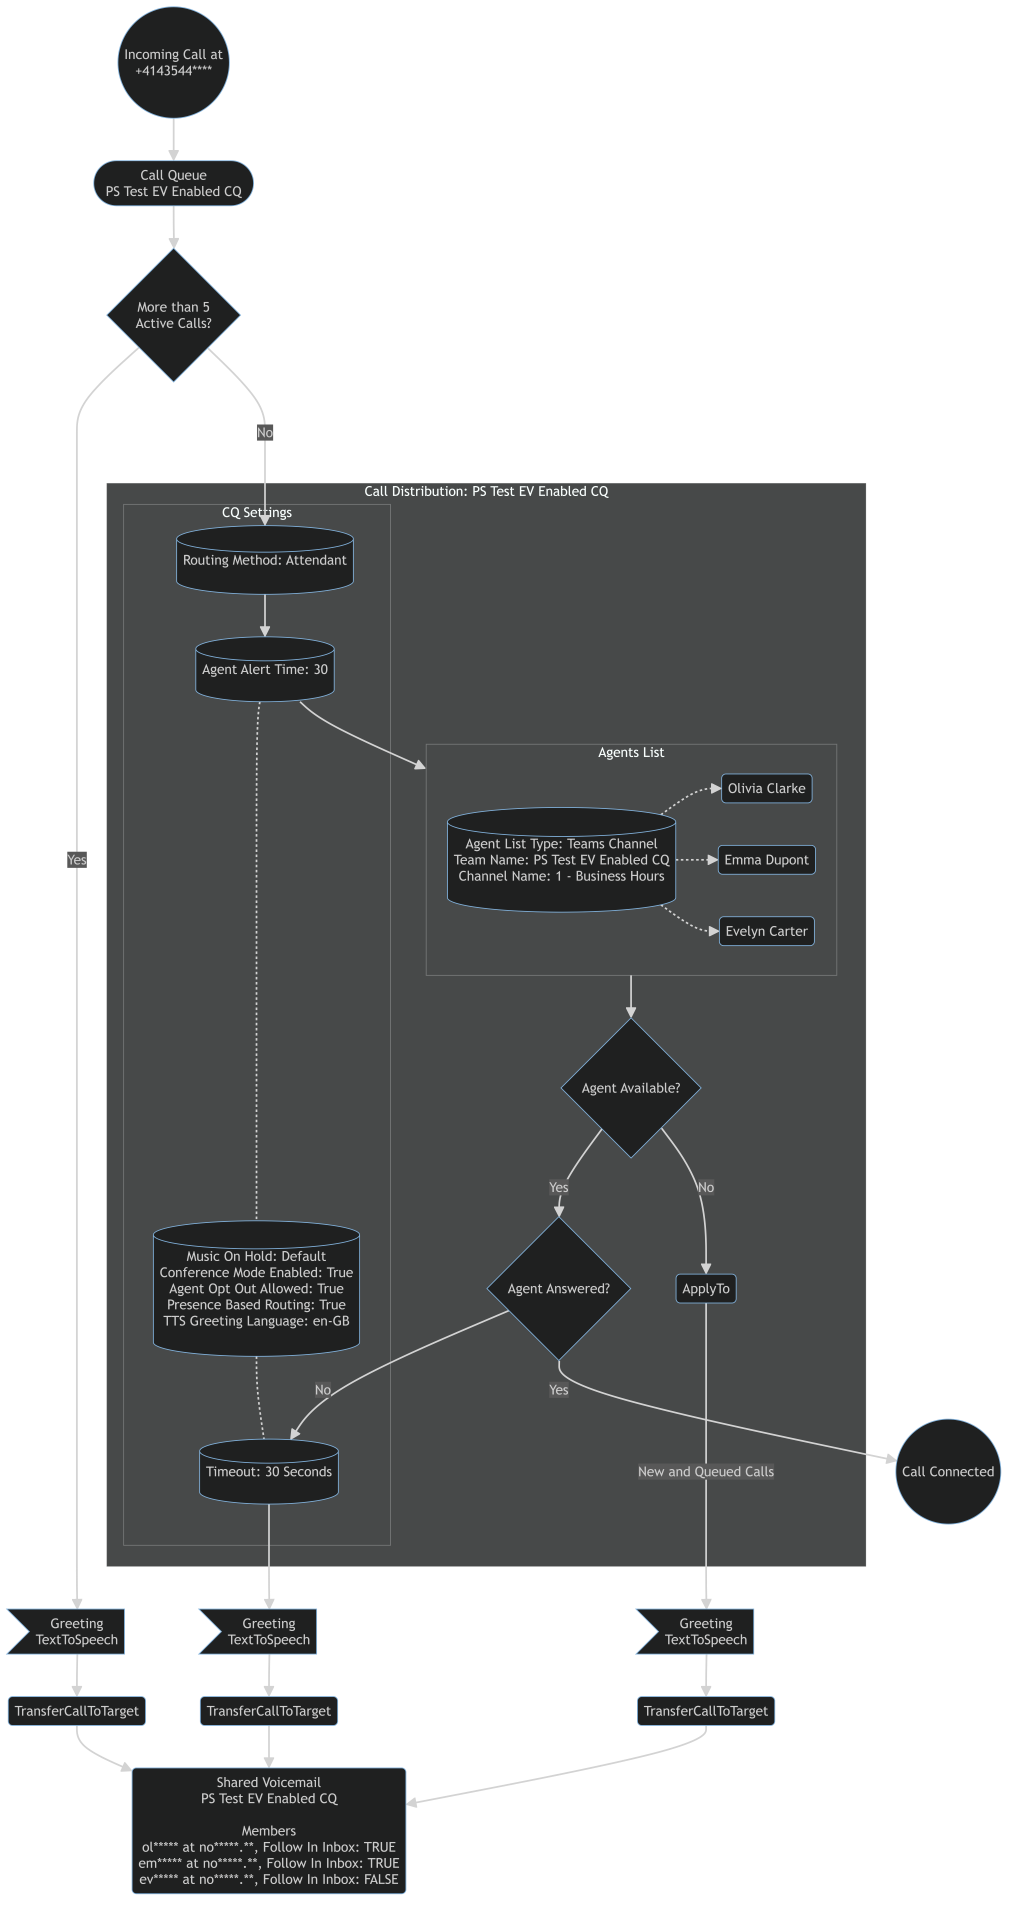 Incoming Call at
+4143544****
Call Queue
PS Test EV Enabled CQ
More than 5
Active Calls?
No
Call Distribution: PS Test EV Enabled CQ
CQ Settings
Routing Method: Attendant
Agent Alert Time: 30
Agents List
Olivia Clarke
Agent List Type: Teams Channel
Team Name: PS Test EV Enabled CQ
Channel Name: 1 - Business Hours
Emma Dupont
Yes
Evelyn Carter
Agent Available?
Yes
No
Music On Hold: Default
Conference Mode Enabled: True
Agent Opt Out Allowed: True
Presence Based Routing: True
TTS Greeting Language: en-GB
Agent Answered?
ApplyTo
No
Yes
Timeout: 30 Seconds
New and Queued Calls
Call Connected
Greeting
TextToSpeech
Greeting
TextToSpeech
Greeting
TextToSpeech
TransferCallToTarget
TransferCallToTarget
TransferCallToTarget
Shared Voicemail
PS Test EV Enabled CQ
Members
ol***** at no*****.**, Follow In Inbox: TRUE
em***** at no*****.**, Follow In Inbox: TRUE
ev***** at no*****.**, Follow In Inbox: FALSE